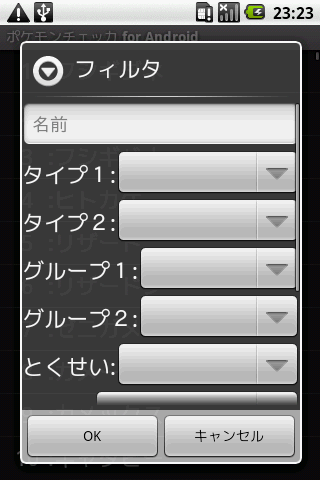 23:23
ポケモンチェッカ for Android
フィルタ
名前
タイプ1:
タイプ2:
グループ1:
グループ2:
とくせい:
OK
キャンセル